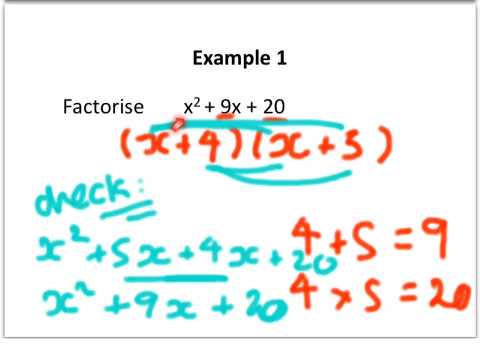 Example 1
Factorise x² + 9x + 20
(x+4)(x+5)
check:
x²+5x+4x+20
4+5=9
x²+9x+20
4×5=20